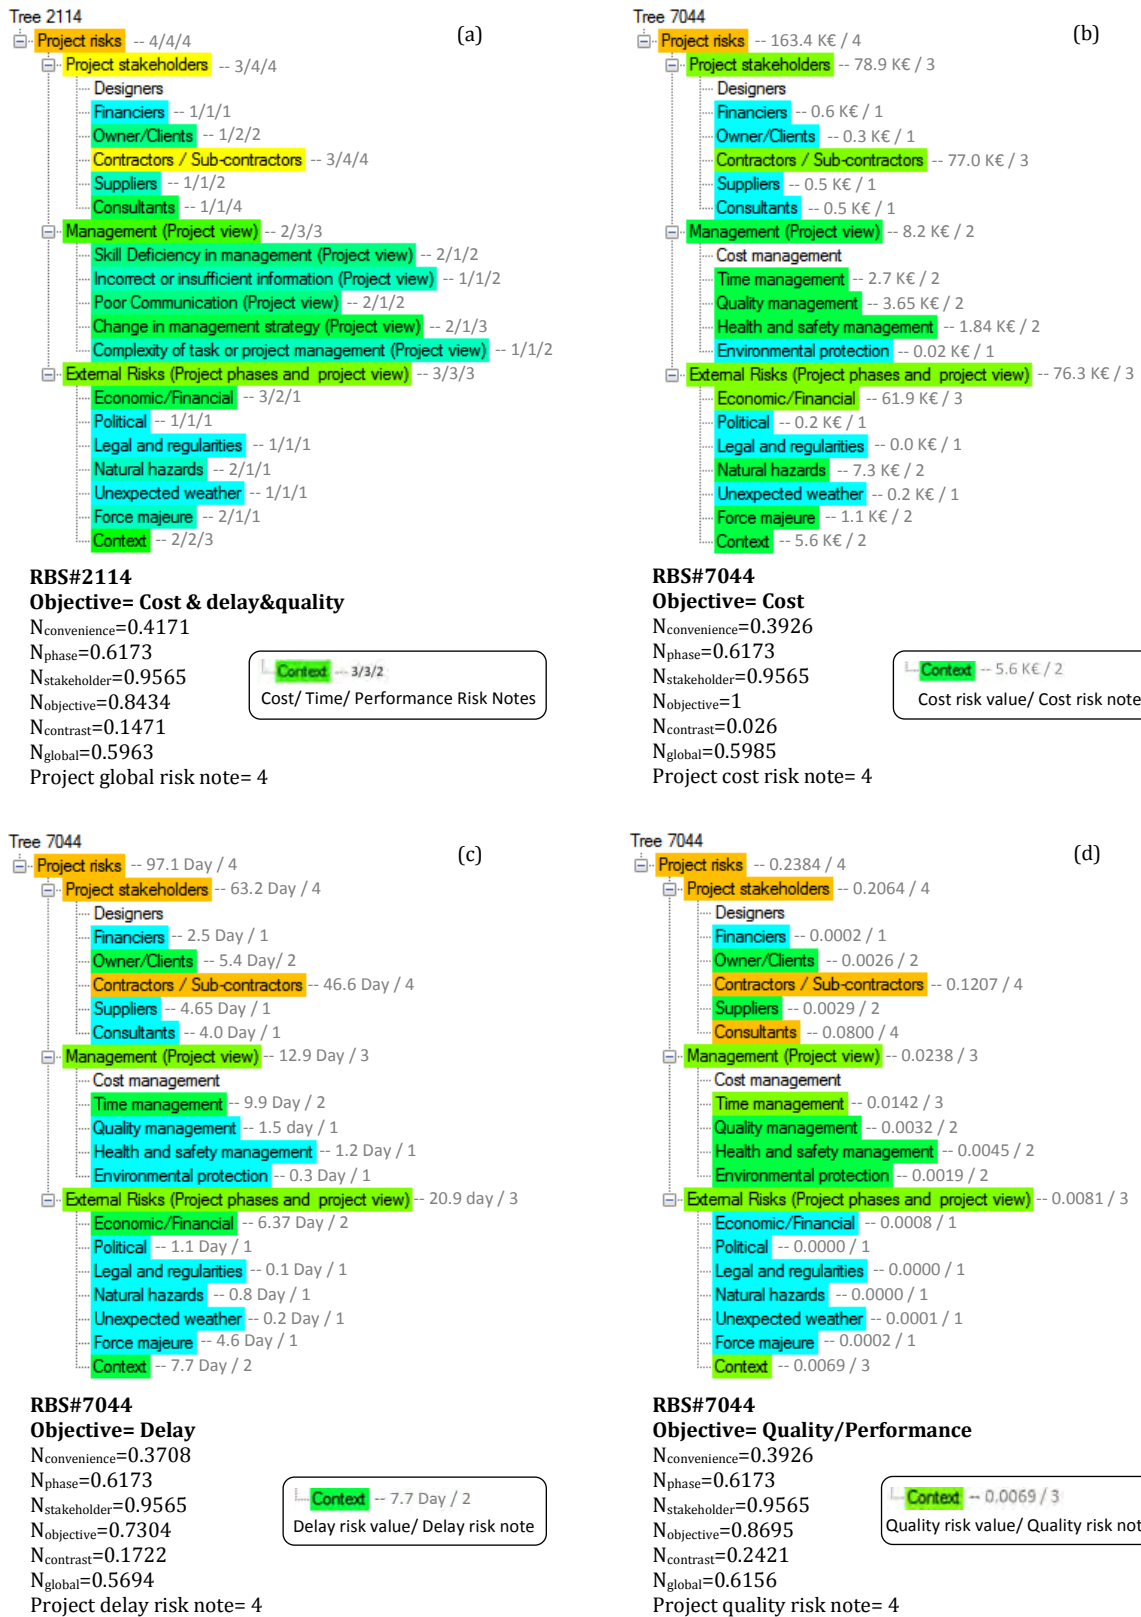 Tree 2114
(a)
Project risks -- 4/4/4
Project stakeholders -- 3/4/4
Designers
Financiers -- 1/1/1
Owner/Clients -- 1/2/2
Contractors / Sub-contractors -- 3/4/4
Suppliers -- 1/1/2
Consultants -- 1/1/4
Management (Project view) -- 2/3/3
Skill Deficiency in management (Project view) -- 2/1/2
Incorrect or insufficient information (Project view) -- 1/1/2
Poor Communication (Project view) -- 2/1/2
Change in management strategy (Project view) -- 2/1/3
Complexity of task or project management (Project view) -- 1/1/2
External Risks (Project phases and project view) -- 3/3/3
Economic/Financial -- 3/2/1
Political -- 1/1/1
Legal and regularities -- 1/1/1
Natural hazards -- 2/1/1
Unexpected weather -- 1/1/1
Force majeure -- 2/1/1
Context -- 2/2/3
RBS#2114
Objective= Cost & delay&quality
Nconvenience=0.4171
Nphase=0.6173
Nstakeholder=0.9565
Nobjective=0.8434
Ncontrast=0.1471
Nglobal=0.5963
Project global risk note= 4
Context -- 3/3/2
Cost/ Time/ Performance Risk Notes
Tree 7044
(b)
Project risks -- 163.4 K€ / 4
Project stakeholders -- 78.9 K€ / 3
Designers
Financiers -- 0.6 K€ / 1
Owner/Clients -- 0.3 K€ / 1
Contractors / Sub-contractors -- 77.0 K€ / 3
Suppliers -- 0.5 K€ / 1
Consultants -- 0.5 K€ / 1
Management (Project view) -- 8.2 K€ / 2
Cost management
Time management -- 2.7 K€ / 2
Quality management -- 3.65 K€ / 2
Health and safety management -- 1.84 K€ / 2
Environmental protection -- 0.02 K€ / 1
External Risks (Project phases and project view) -- 76.3 K€ / 3
Economic/Financial -- 61.9 K€ / 3
Political -- 0.2 K€ / 1
Legal and regularities -- 0.0 K€ / 1
Natural hazards -- 7.3 K€ / 2
Unexpected weather -- 0.2 K€ / 1
Force majeure -- 1.1 K€ / 2
Context -- 5.6 K€ / 2
RBS#7044
Objective= Cost
Nconvenience=0.3926
Nphase=0.6173
Nstakeholder=0.9565
Nobjective=1
Ncontrast=0.026
Nglobal=0.5985
Project cost risk note= 4
Context -- 5.6 K€ / 2
Cost risk value/ Cost risk note
Tree 7044
(c)
Project risks -- 97.1 Day / 4
Project stakeholders -- 63.2 Day / 4
Designers
Financiers -- 2.5 Day / 1
Owner/Clients -- 5.4 Day/ 2
Contractors / Sub-contractors -- 46.6 Day / 4
Suppliers -- 4.65 Day / 1
Consultants -- 4.0 Day / 1
Management (Project view) -- 12.9 Day / 3
Cost management
Time management -- 9.9 Day / 2
Quality management -- 1.5 day / 1
Health and safety management -- 1.2 Day / 1
Environmental protection -- 0.3 Day / 1
External Risks (Project phases and project view) -- 20.9 day / 3
Economic/Financial -- 6.37 Day / 2
Political -- 1.1 Day / 1
Legal and regularities -- 0.1 Day / 1
Natural hazards -- 0.8 Day / 1
Unexpected weather -- 0.2 Day / 1
Force majeure -- 4.6 Day / 1
Context -- 7.7 Day / 2
RBS#7044
Objective= Delay
Nconvenience=0.3708
Nphase=0.6173
Nstakeholder=0.9565
Nobjective=0.7304
Ncontrast=0.1722
Nglobal=0.5694
Project delay risk note= 4
Context -- 7.7 Day / 2
Delay risk value/ Delay risk note
Tree 7044
(d)
Project risks -- 0.2384 / 4
Project stakeholders -- 0.2064 / 4
Designers
Financiers -- 0.0002 / 1
Owner/Clients -- 0.0026 / 2
Contractors / Sub-contractors -- 0.1207 / 4
Suppliers -- 0.0029 / 2
Consultants -- 0.0800 / 4
Management (Project view) -- 0.0238 / 3
Cost management
Time management -- 0.0142 / 3
Quality management -- 0.0032 / 2
Health and safety management -- 0.0045 / 2
Environmental protection -- 0.0019 / 2
External Risks (Project phases and project view) -- 0.0081 / 3
Economic/Financial -- 0.0008 / 1
Political -- 0.0000 / 1
Legal and regularities -- 0.0000 / 1
Natural hazards -- 0.0000 / 1
Unexpected weather -- 0.0001 / 1
Force majeure -- 0.0002 / 1
Context -- 0.0069 / 3
RBS#7044
Objective= Quality/Performance
Nconvenience=0.3926
Nphase=0.6173
Nstakeholder=0.9565
Nobjective=0.8695
Ncontrast=0.2421
Nglobal=0.6156
Project quality risk note= 4
Context -- 0.0069 / 3
Quality risk value/ Quality risk not